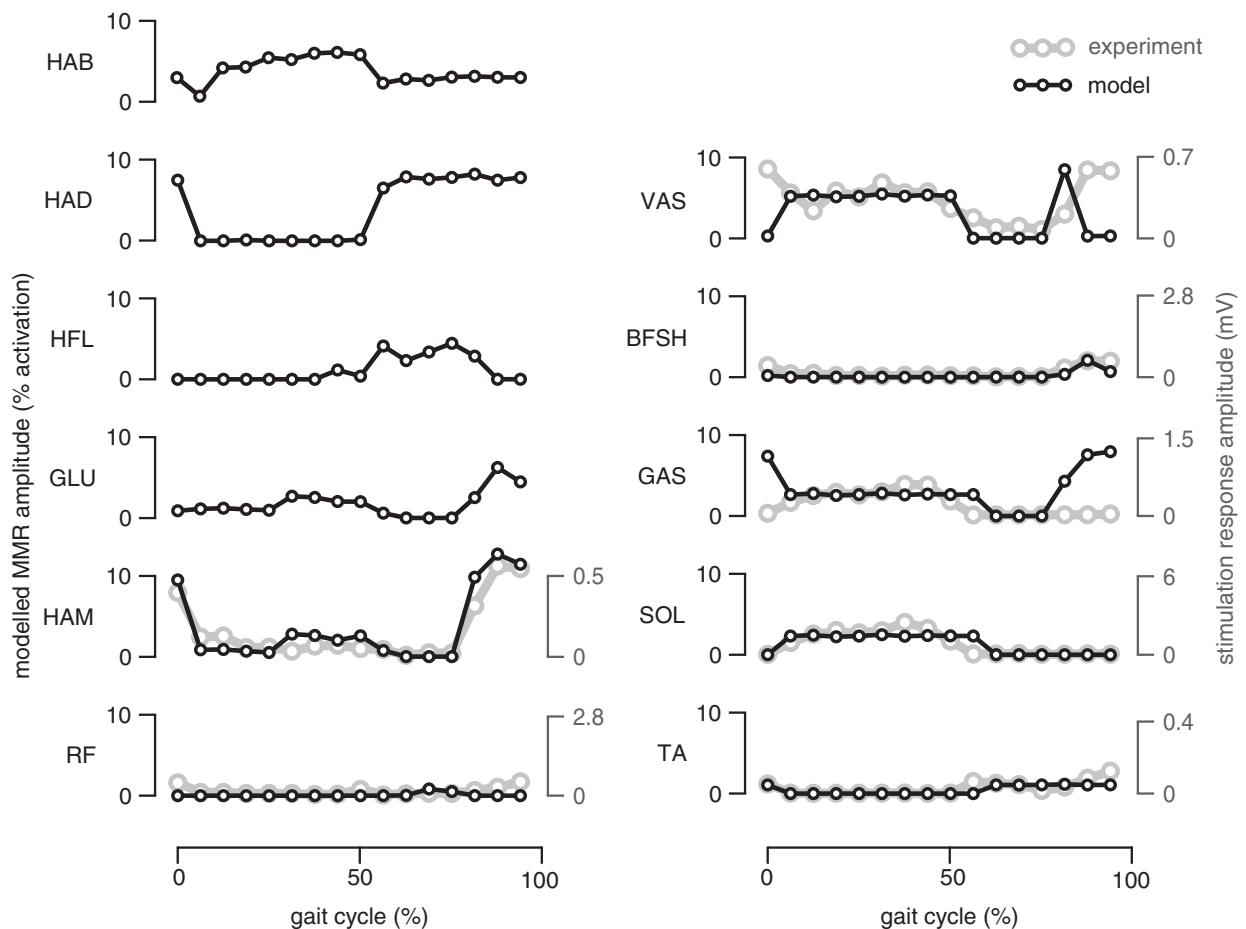 10
HAB
0
experiment
model
10
HAD
0
10
VAS
0
0.7
0
10
HFL
0
10
BFSH
0
2.8
0
modelled MMR amplitude (% activation)
stimulation response amplitude (mV)
10
GLU
0
10
GAS
0
1.5
0
10
HAM
0
0.5
0
10
SOL
0
6
0
10
RF
0
2.8
0
10
TA
0
0.4
0
0 50 100
0 50 100
gait cycle (%)
gait cycle (%)